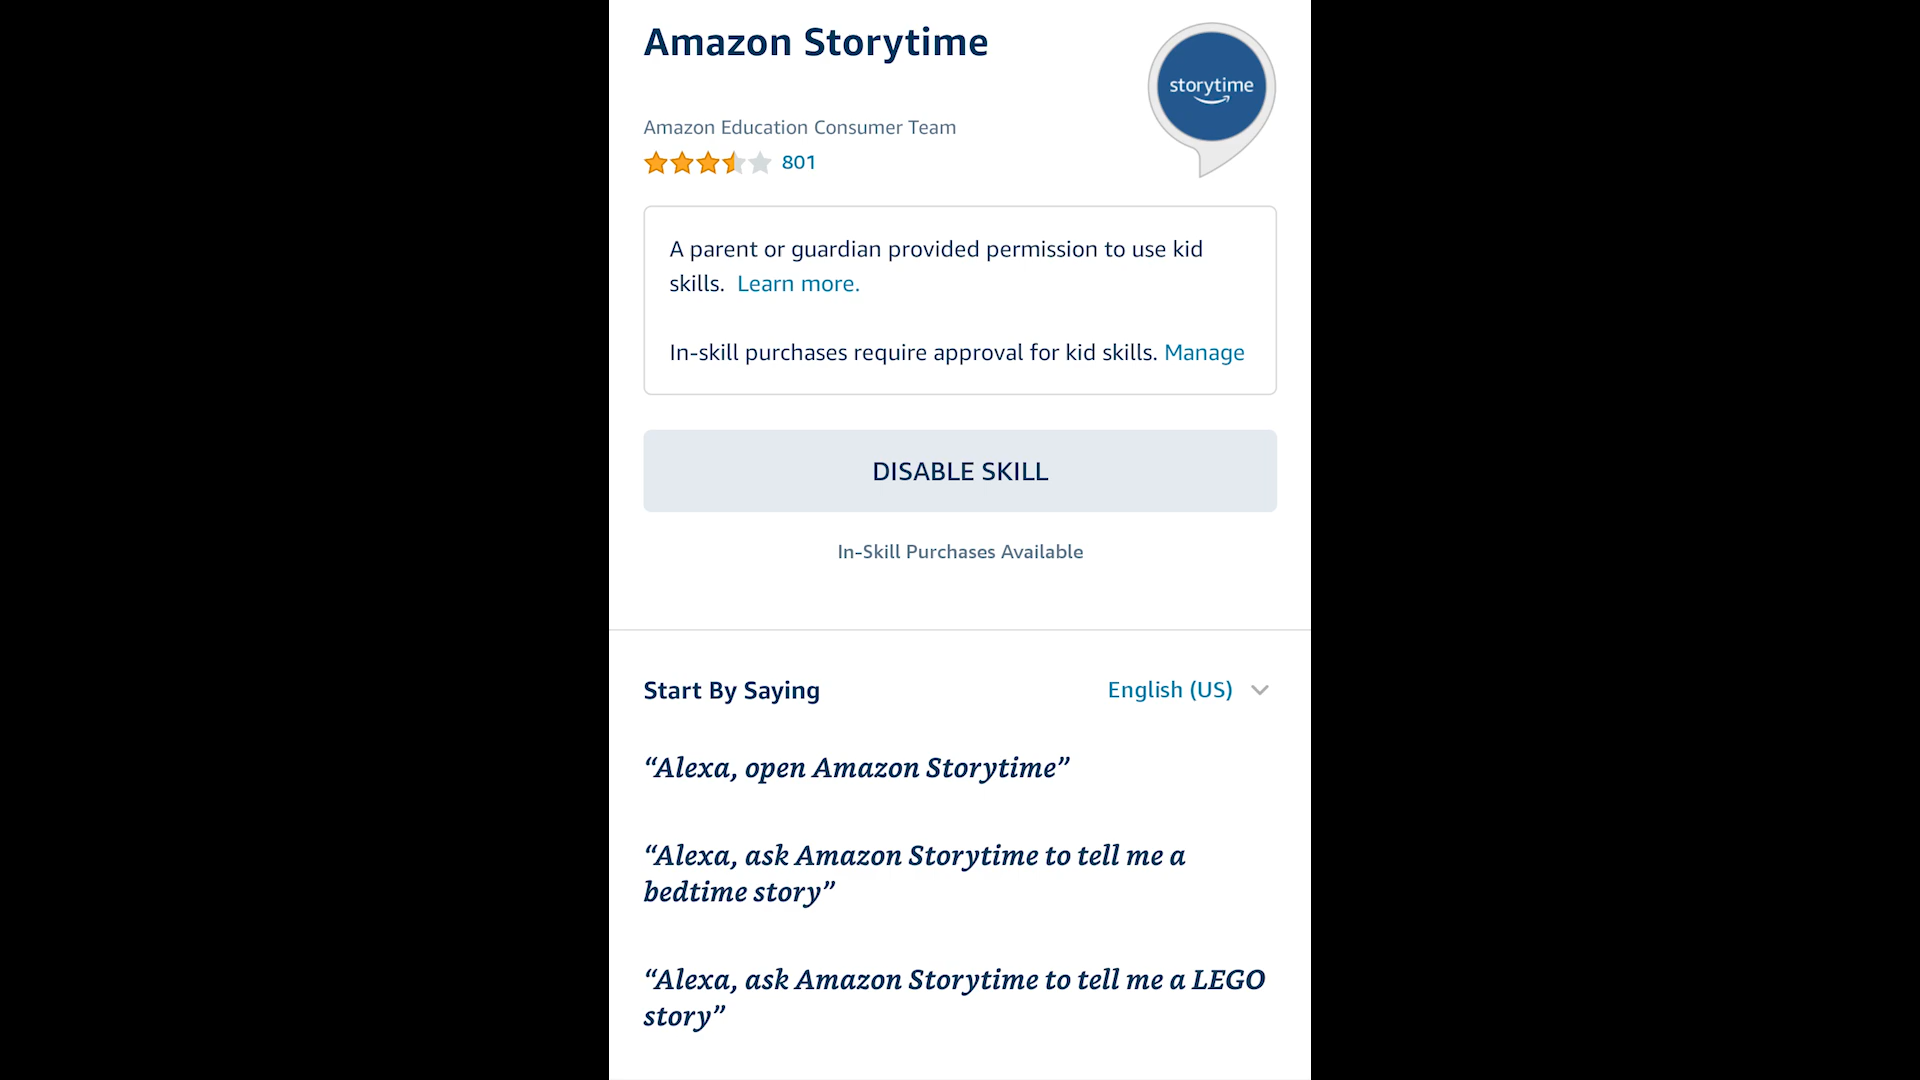 Amazon Storytime
storytime
Amazon Education Consumer Team
801
A parent or guardian provided permission to use kid
skills. Learn more.
In-skill purchases require approval for kid skills. Manage
DISABLE SKILL
In-Skill Purchases Available
Start By Saying
English (US)
“Alexa, open Amazon Storytime”
“Alexa, ask Amazon Storytime to tell me a
bedtime story”
“Alexa, ask Amazon Storytime to tell me a LEGO
story”